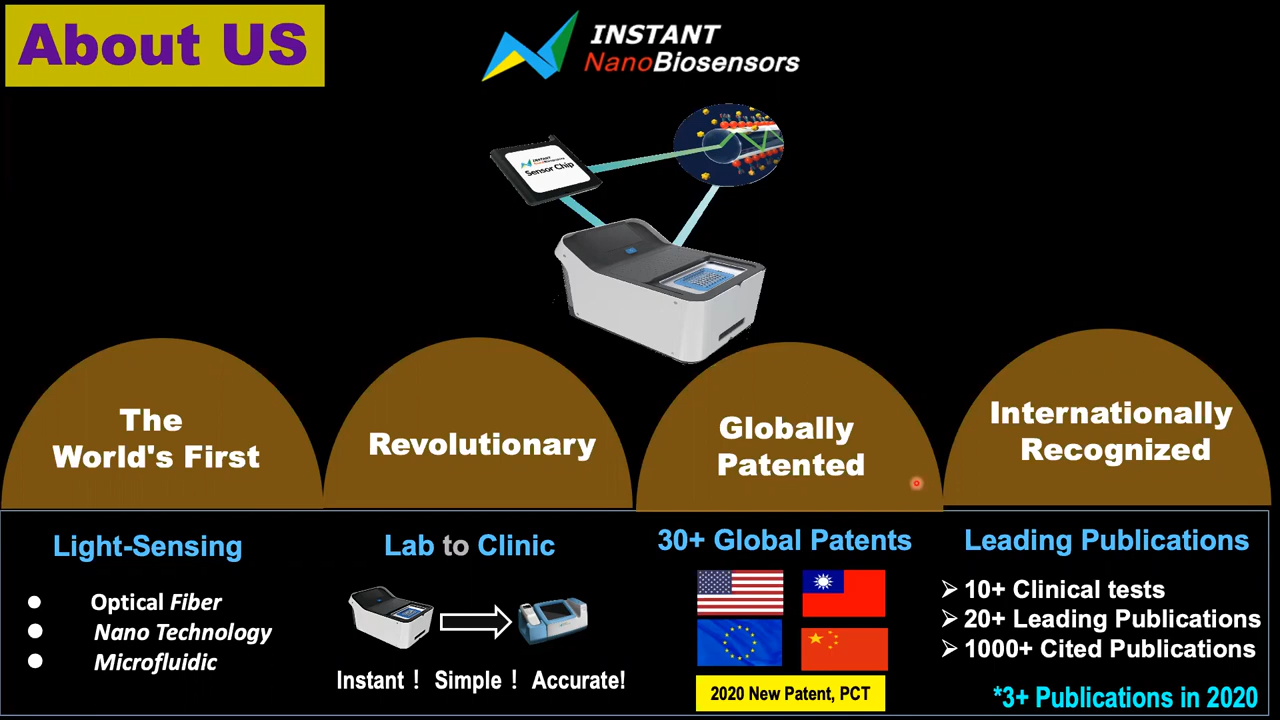 About US
INSTANT
NanoBiosensors
INSTANT
NanoBiosensors
Sensor Chip
The
World's First
Revolutionary
Globally
Patented
Internationally
Recognized
Light-Sensing
● Optical Fiber
● Nano Technology
● Microfluidic
Lab to Clinic
Instant ! Simple ! Accurate!
30+ Global Patents
2020 New Patent, PCT
Leading Publications
➢ 10+ Clinical tests
➢ 20+ Leading Publications
➢ 1000+ Cited Publications
*3+ Publications in 2020